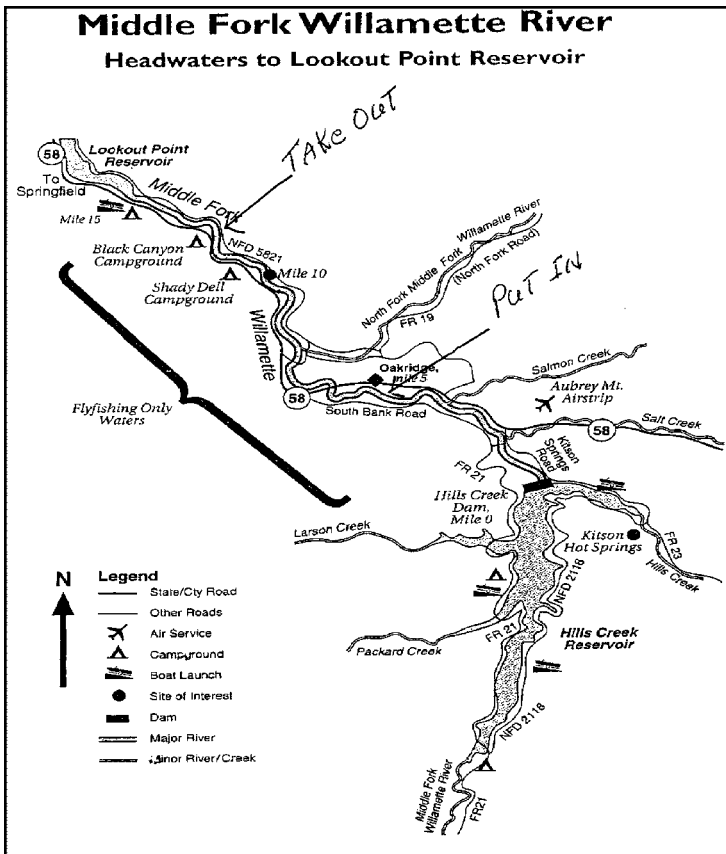 Middle Fork Willamette River
Headwaters to Lookout Point Reservoir
TAKE OUT
58
Lookout Point
Reservoir
To
Springfield
Middle Fork
Mile 15
NFD 5821
Black Canyon
Campground
Mile 10
Shady Dell
Campground
Willamette River
North Fork Middle Fork
(North Fork Road)
FR 19
PUT IN
Willamette
Oakridge,
mile 5
Salmon Creek
Aubrey Mt.
Airstrip
Flyfishing Only
Waters
58
South Bank Road
58
Salt Creek
Kitson
Springs
Road
FR 21
Hills Creek
Dam,
Mile 0
Larson Creek
Kitson
Hot Springs
FR 23
Hills Creek
NFD 2118
N
Legend
State/Cty Road
Other Roads
Air Service
Campground
Boat Launch
Site of Interest
Dam
Major River
Minor River/Creek
FR 21
Packard Creek
Hills Creek
Reservoir
NFD 2118
Middle Fork
Willamette River
FR21